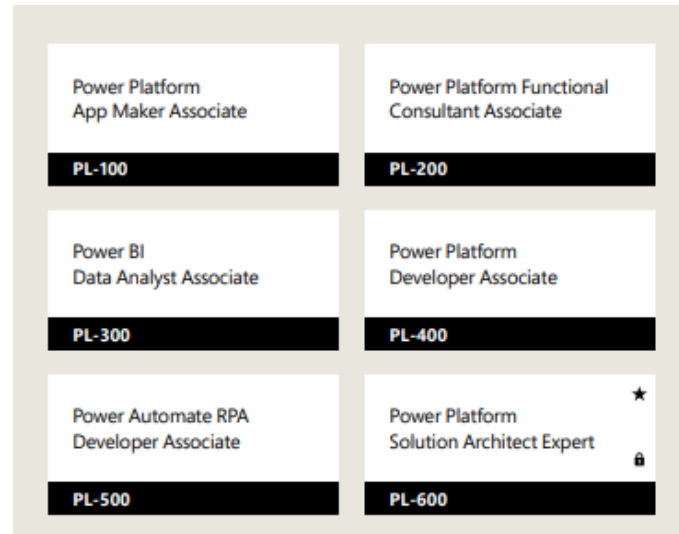 Power Platform
App Maker Associate
PL-100
Power Platform Functional
Consultant Associate
PL-200
Power BI
Data Analyst Associate
PL-300
Power Platform
Developer Associate
PL-400
Power Automate RPA
Developer Associate
PL-500
Power Platform
Solution Architect Expert
PL-600